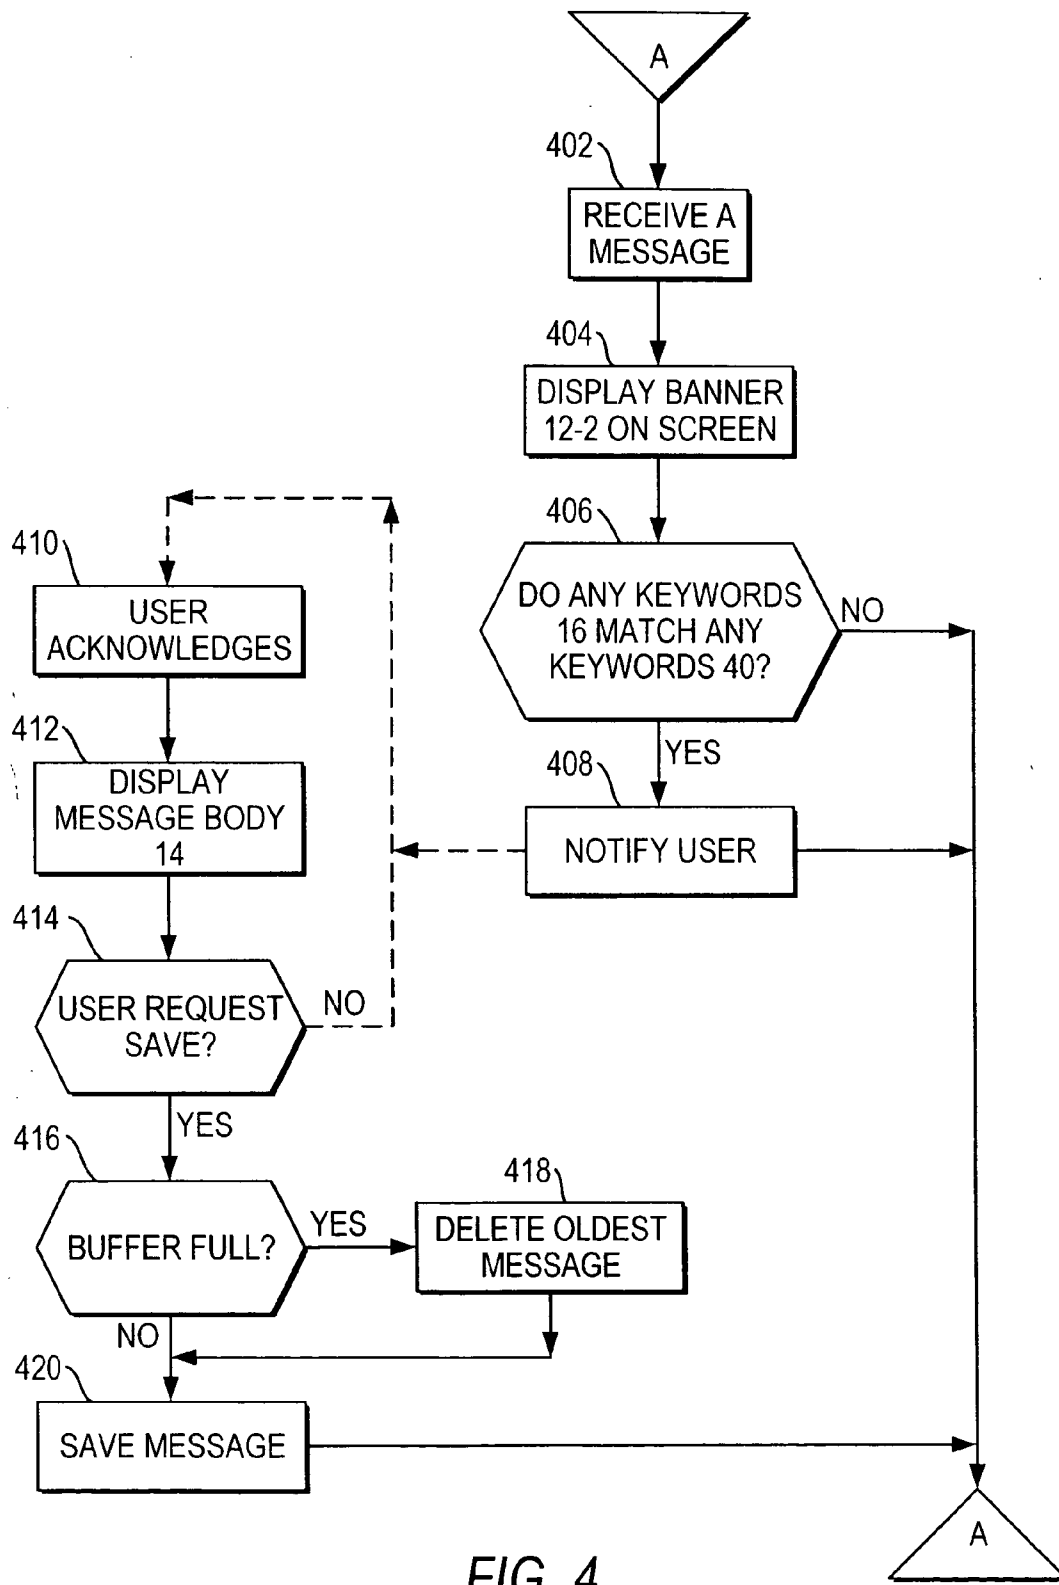 A
402
RECEIVE A
MESSAGE
404
DISPLAY BANNER
12-2 ON SCREEN
406
DO ANY KEYWORDS
16 MATCH ANY
KEYWORDS 40?
NO
YES
408
NOTIFY USER
410
USER
ACKNOWLEDGES
412
DISPLAY
MESSAGE BODY
14
414
USER REQUEST
SAVE?
NO
YES
416
BUFFER FULL?
YES
418
DELETE OLDEST
MESSAGE
NO
420
SAVE MESSAGE
A
FIG. 4